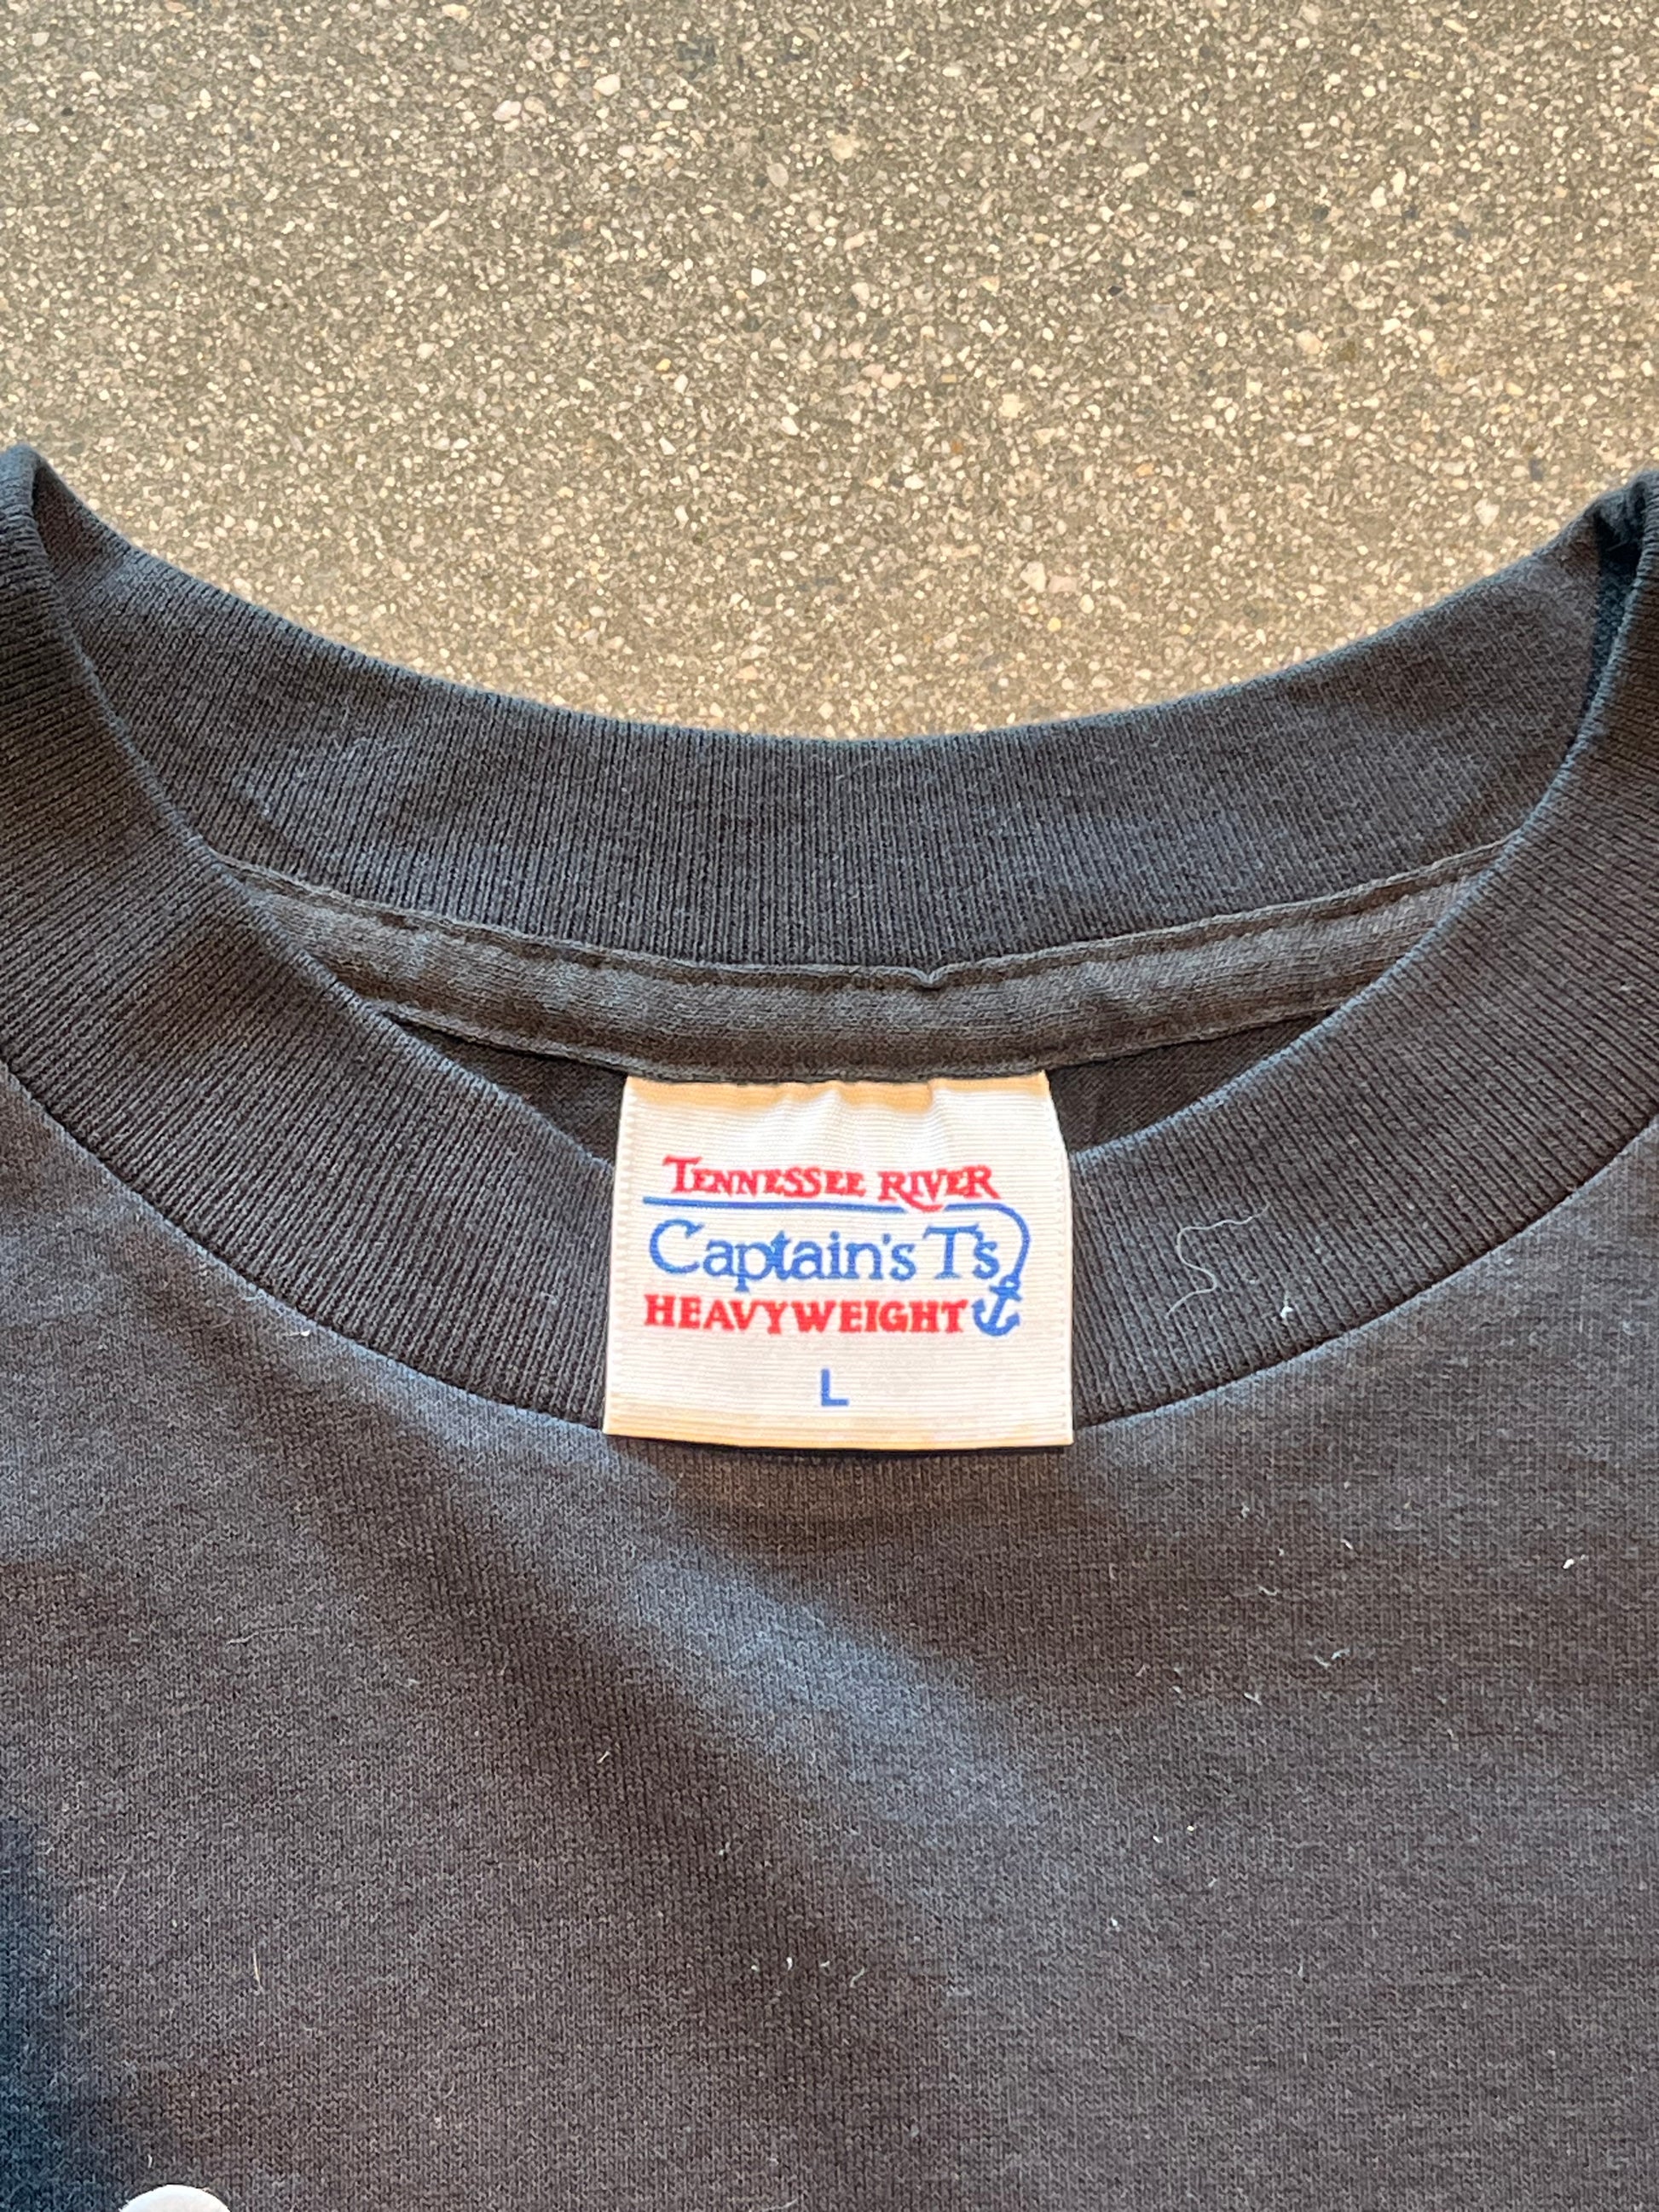 TENNESSEE RIVER
Captain's T's
HEAVYWEIGHT
L